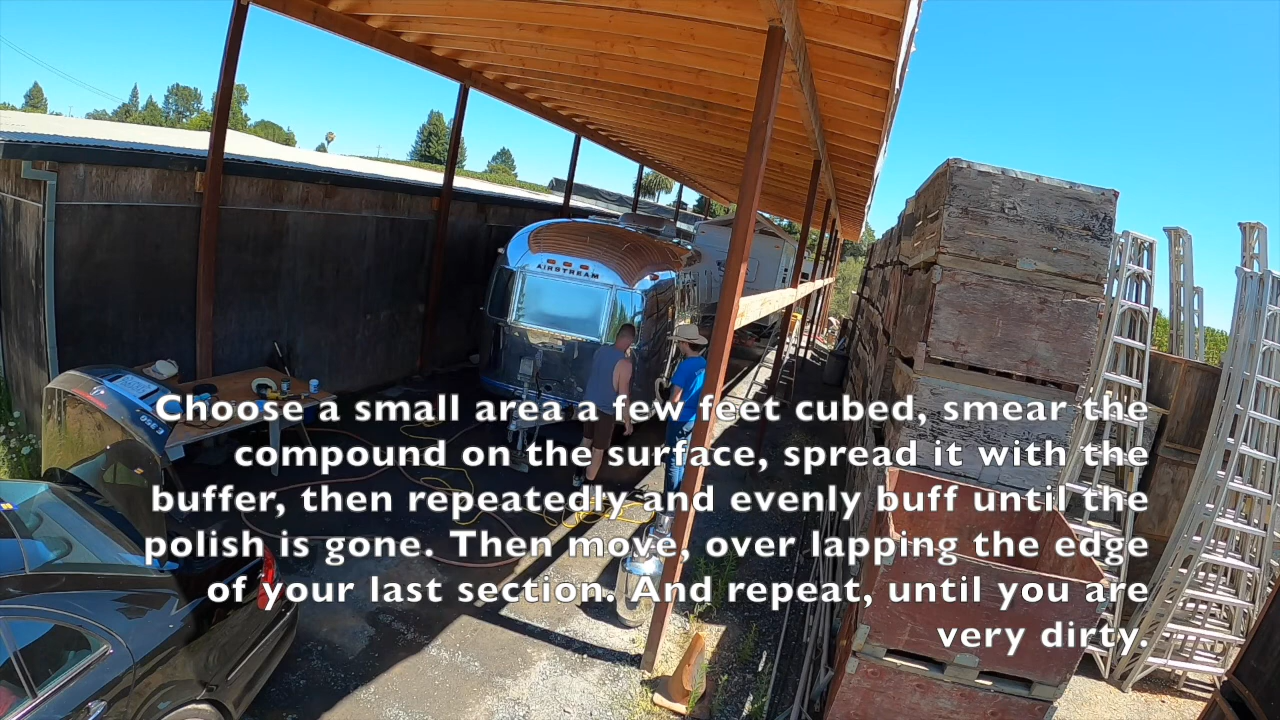 AIRSTREAM
E350
Choose a small area a few feet cubed, smear the
compound on the surface, spread it with the
buffer, then repeatedly and evenly buff until the
polish is gone. Then move, over lapping the edge
of your last section. And repeat, until you are
very dirty.